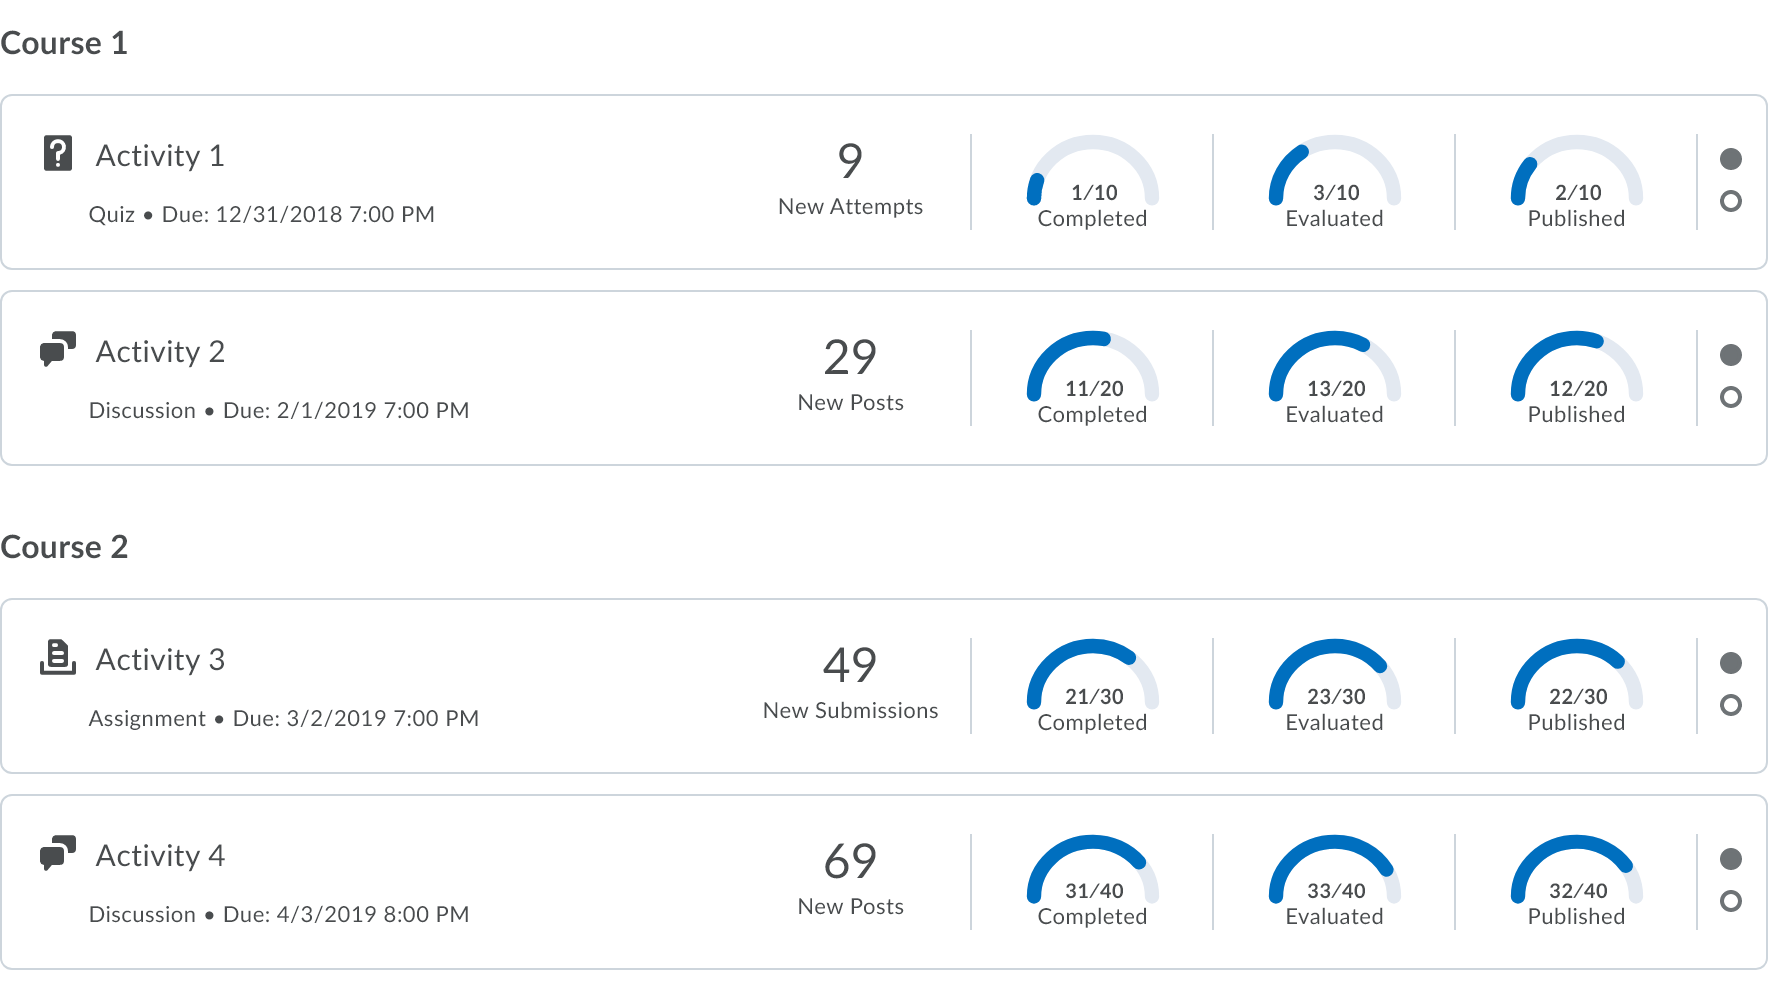 Course 1
Activity 1
Quiz • Due: 12/31/2018 7:00 PM
9
New Attempts
1/10
Completed
3/10
Evaluated
2/10
Published
Activity 2
Discussion • Due: 2/1/2019 7:00 PM
29
New Posts
11/20
Completed
13/20
Evaluated
12/20
Published
Course 2
Activity 3
Assignment • Due: 3/2/2019 7:00 PM
49
New Submissions
21/30
Completed
23/30
Evaluated
22/30
Published
Activity 4
Discussion • Due: 4/3/2019 8:00 PM
69
New Posts
31/40
Completed
33/40
Evaluated
32/40
Published